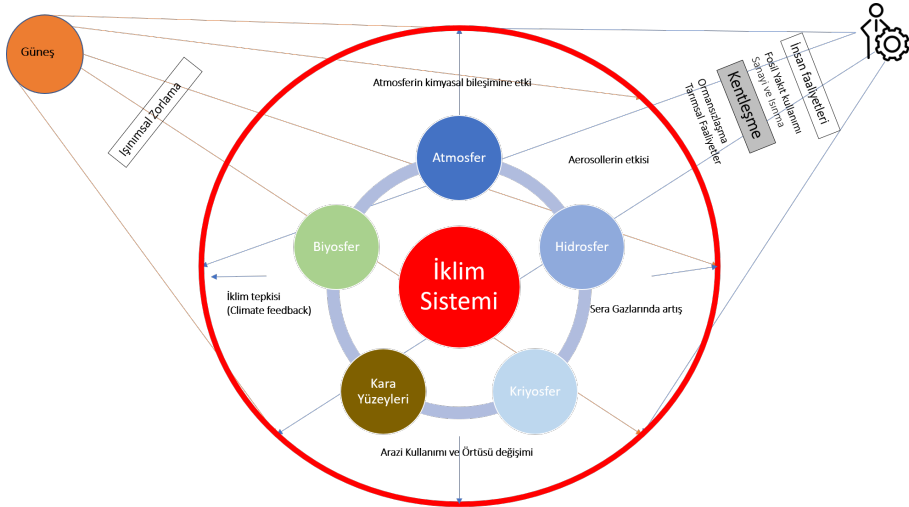 Güneş
Işınımsal Zorlama
Atmosferin kimyasal bileşimine etki
İnsan faaliyetleri
Fosil Yakıt kullanımı
Sanayi ve Isınma
Kentleşme
Ormansızlaşma
Tarımsal Faaliyetler
Atmosfer
Aerosollerin etkisi
Biyosfer
Hidrosfer
İklim
Sistemi
İklim tepkisi
(Climate feedback)
Sera Gazlarında artış
Kara
Yüzeyleri
Kriyosfer
Arazi Kullanımı ve Örtüsü değişimi